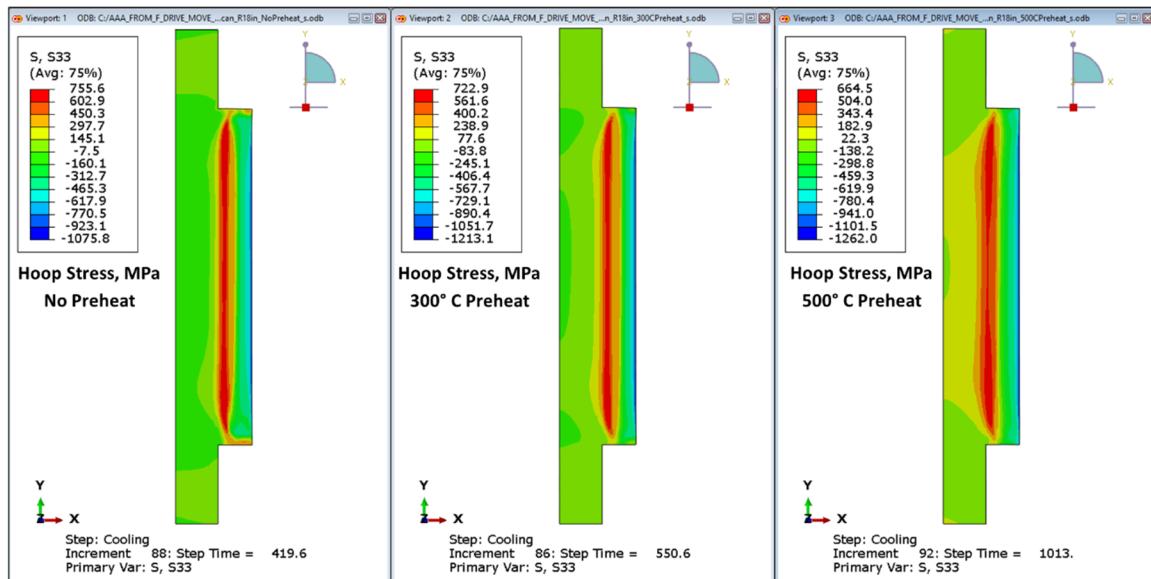 Viewport: 1 ODB: C:/AAA_FROM_F_DRIVE_MOVE_...can_R18in_NoPreheat_s.odb
S, S33
(Avg: 75%)
755.6
602.9
450.3
297.7
145.1
-7.5
-160.1
-312.7
-465.3
-617.9
-770.5
-923.1
-1075.8
Y
X
Hoop Stress, MPa
No Preheat
Y
Z X
Step: Cooling
Increment 88: Step Time = 419.6
Primary Var: S, S33
Viewport: 2 ODB: C:/AAA_FROM_F_DRIVE_MOVE_...n_R18in_300CPreheat_s.odb
S, S33
(Avg: 75%)
722.9
561.6
400.2
238.9
77.6
-83.8
-245.1
-406.4
-567.7
-729.1
-890.4
-1051.7
-1213.1
Y
X
Hoop Stress, MPa
300° C Preheat
Y
Z X
Step: Cooling
Increment 86: Step Time = 550.6
Primary Var: S, S33
Viewport: 3 ODB: C:/AAA_FROM_F_DRIVE_MOVE_...n_R18in_500CPreheat_s.odb
S, S33
(Avg: 75%)
664.5
504.0
343.4
182.9
22.3
-138.2
-298.8
-459.3
-619.9
-780.4
-941.0
-1101.5
-1262.0
Y
X
Hoop Stress, MPa
500° C Preheat
Y
Z X
Step: Cooling
Increment 92: Step Time = 1013.
Primary Var: S, S33